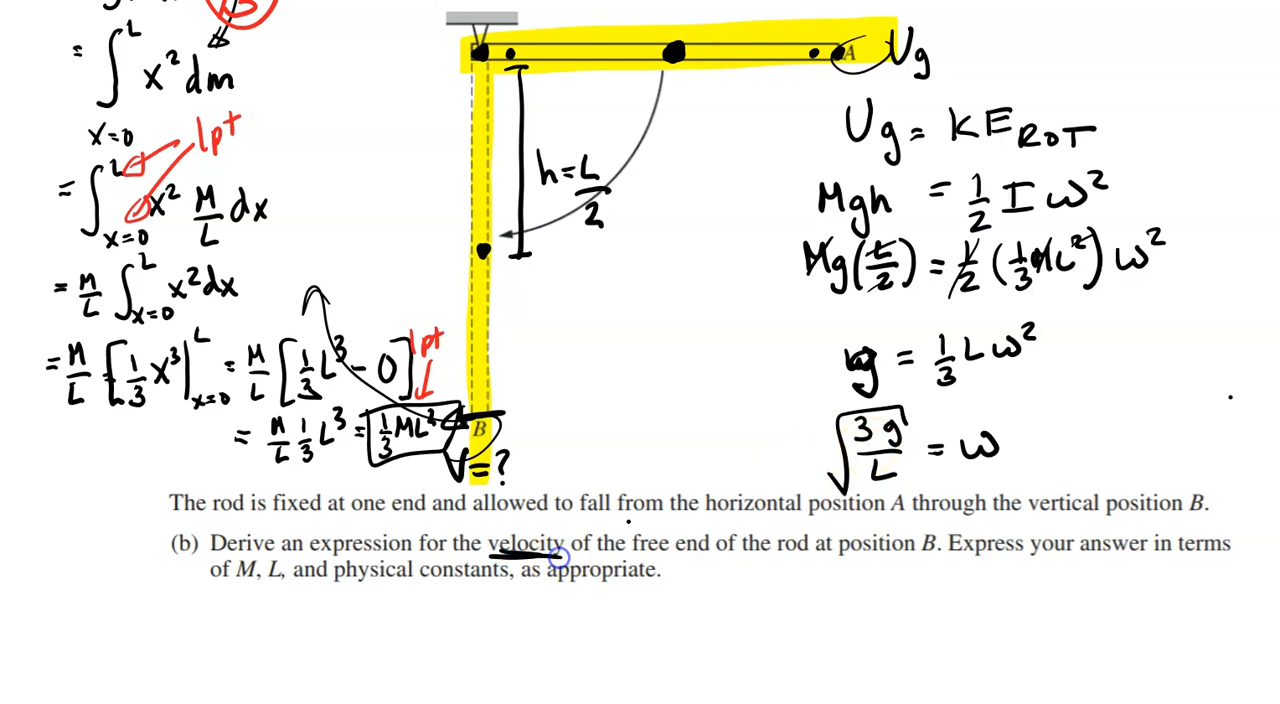 = ∫ᴸ x² dm
x=0
1pt
= ∫ᴸ x² M/L dx
x=0
= M/L ∫ᴸ x² dx
x=0
= M/L [1/3 x³ |ᴸ x=0 = M/L [1/3 L³ - 0]
1pt
= M/L 1/3 L³ = 1/3 ML²
A
Ug
h = L/2
B
v = ?
Ug = KE ROT
Mgh = 1/2 I ω²
Mg(L/2) = 1/2 (1/3 ML²) ω²
g = 1/3 L ω²
√(3g/L) = ω
The rod is fixed at one end and allowed to fall from the horizontal position A through the vertical position B.
(b) Derive an expression for the velocity of the free end of the rod at position B. Express your answer in terms
of M, L, and physical constants, as appropriate.